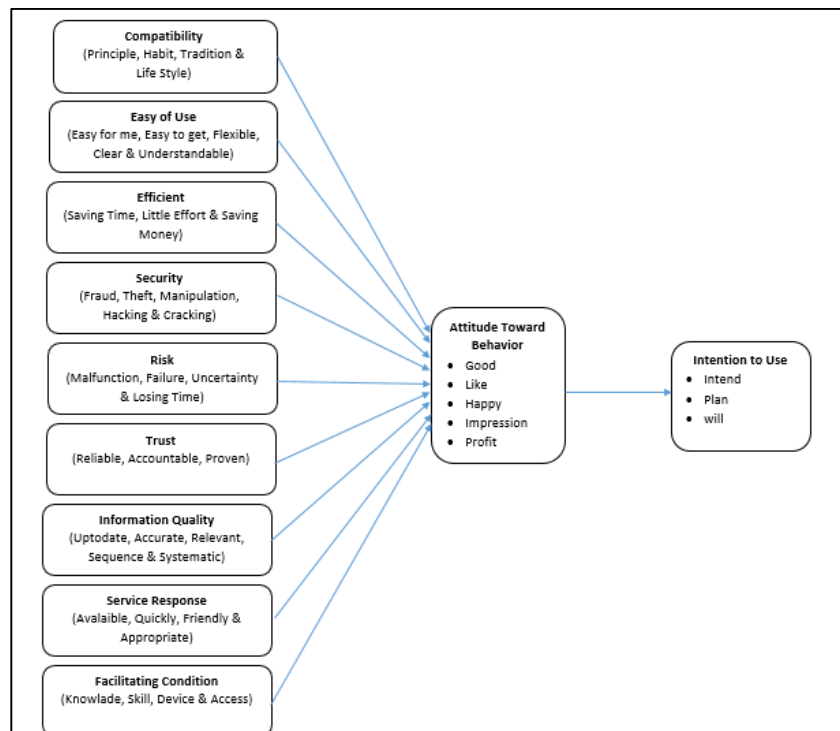 Compatibility
(Principle, Habit, Tradition &
Life Style)
Easy of Use
(Easy for me, Easy to get, Flexible,
Clear & Understandable)
Efficient
(Saving Time, Little Effort & Saving
Money)
Security
(Fraud, Theft, Manipulation,
Hacking & Cracking)
Risk
(Malfunction, Failure, Uncertainty
& Losing Time)
Trust
(Reliable, Accountable, Proven)
Information Quality
(Uptodate, Accurate, Relevant,
Sequence & Systematic)
Service Response
(Avalaible, Quickly, Friendly &
Appropriate)
Facilitating Condition
(Knowlade, Skill, Device & Access)
Attitude Toward
Behavior
• Good
• Like
• Happy
• Impression
• Profit
Intention to Use
• Intend
• Plan
• will